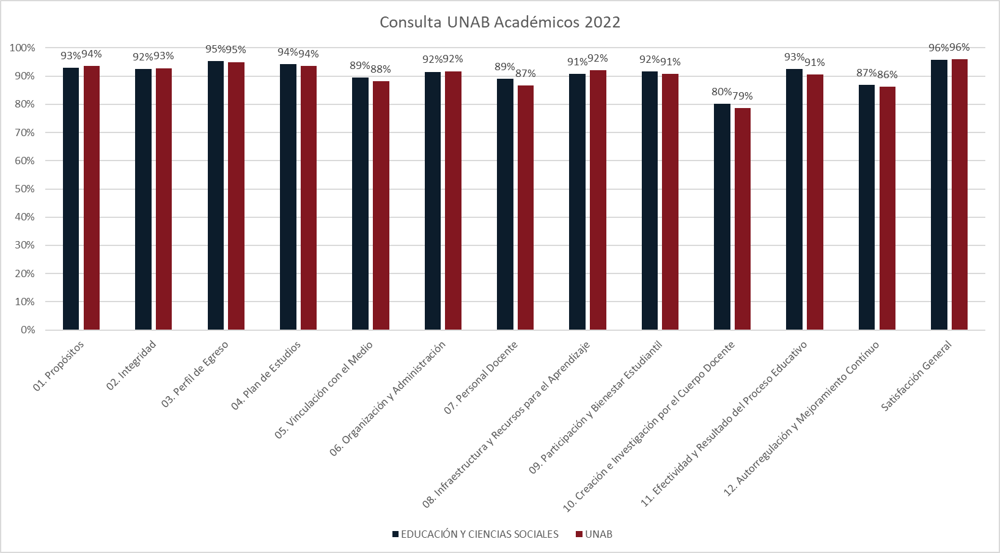 Consulta UNAB Académicos 2022
100%
90%
80%
70%
60%
50%
40%
30%
20%
10%
0%
93% 94%
92% 93%
95% 95%
94% 94%
89% 88%
92% 92%
89% 87%
91% 92%
92% 91%
80% 79%
93% 91%
87% 86%
96% 96%
01. Propósitos
02. Integridad
03. Perfil de Egreso
04. Plan de Estudios
05. Vinculación con el Medio
06. Organización y Administración
07. Personal Docente
08. Infraestructura y Recursos para el Aprendizaje
09. Participación y Bienestar Estudiantil
10. Creación e Investigación por el Cuerpo Docente
11. Efectividad y Resultado del Proceso Educativo
12. Autorregulación y Mejoramiento Contínuo
Satisfacción General
EDUCACIÓN Y CIENCIAS SOCIALES
UNAB